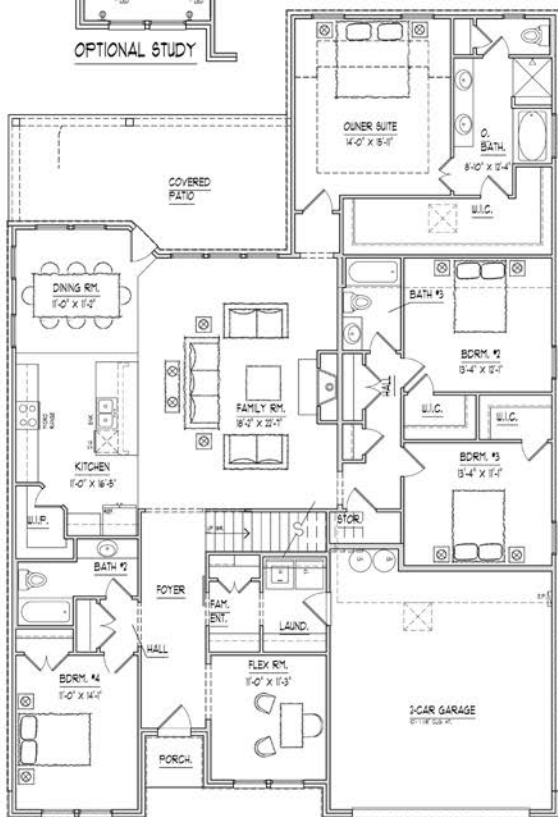 OPTIONAL STUDY
OWNER SUITE
14'-0" X 15'-11"
O.
BATH.
8'-10" X 12'-4"
COVERED
PATIO
W.I.C.
DINING RM.
11'-0" X 11'-2"
BATH #3
BDRM. #2
13'-4" X 12'-1"
HALL
FAMILY RM.
18'-2" X 22'-7"
W.I.C.
W.I.C.
KITCHEN
11'-0" X 16'-5"
BDRM. #3
13'-4" X 11'-1"
REF.
W.I.P.
STOR.
BATH #2
FOYER
FAM.
ENT.
LAUND.
HALL
BDRM. #4
11'-0" X 14'-1"
FLEX RM.
11'-0" X 11'-3"
2-CAR GARAGE
PORCH.